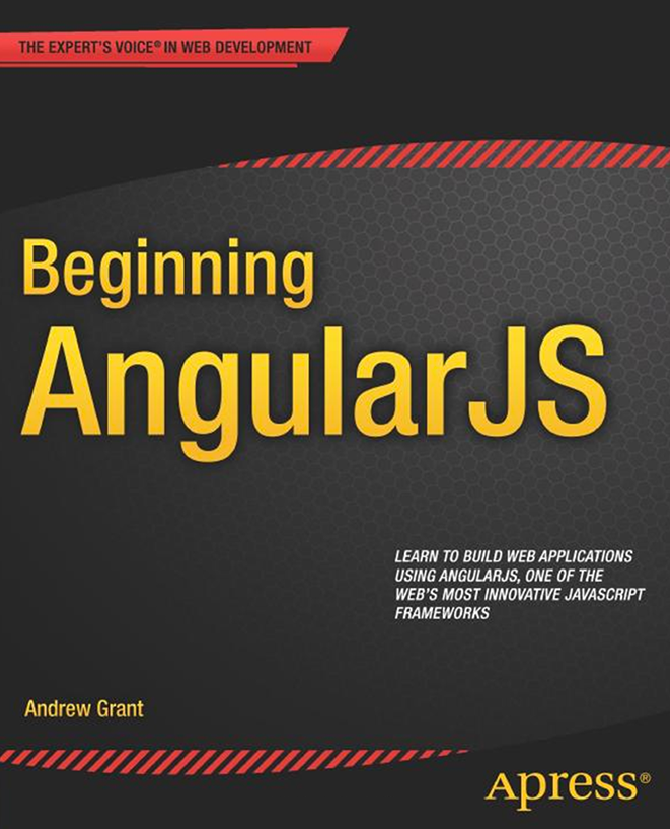 THE EXPERT'S VOICE® IN WEB DEVELOPMENT
Beginning
AngularJS
LEARN TO BUILD WEB APPLICATIONS
USING ANGULARJS, ONE OF THE
WEB'S MOST INNOVATIVE JAVASCRIPT
FRAMEWORKS
Andrew Grant
Apress®